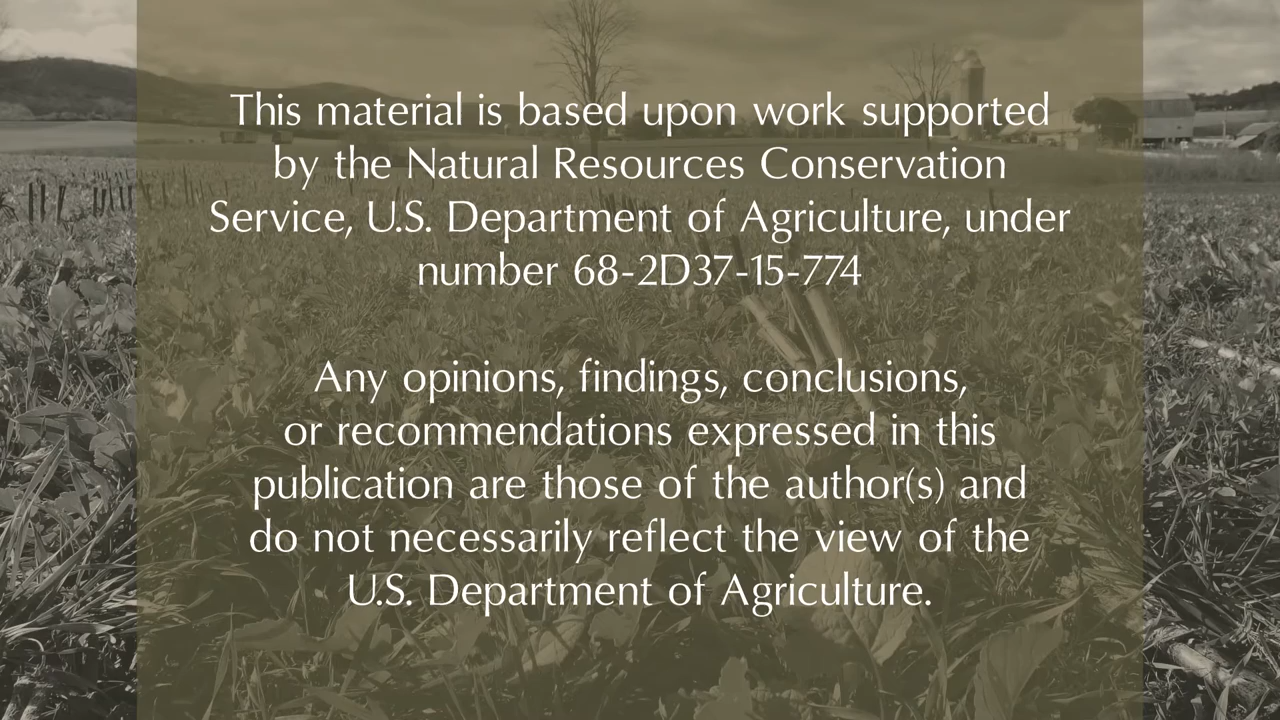 This material is based upon work supported
by the Natural Resources Conservation
Service, U.S. Department of Agriculture, under
number 68-2D37-15-774
Any opinions, findings, conclusions,
or recommendations expressed in this
publication are those of the author(s) and
do not necessarily reflect the view of the
U.S. Department of Agriculture.